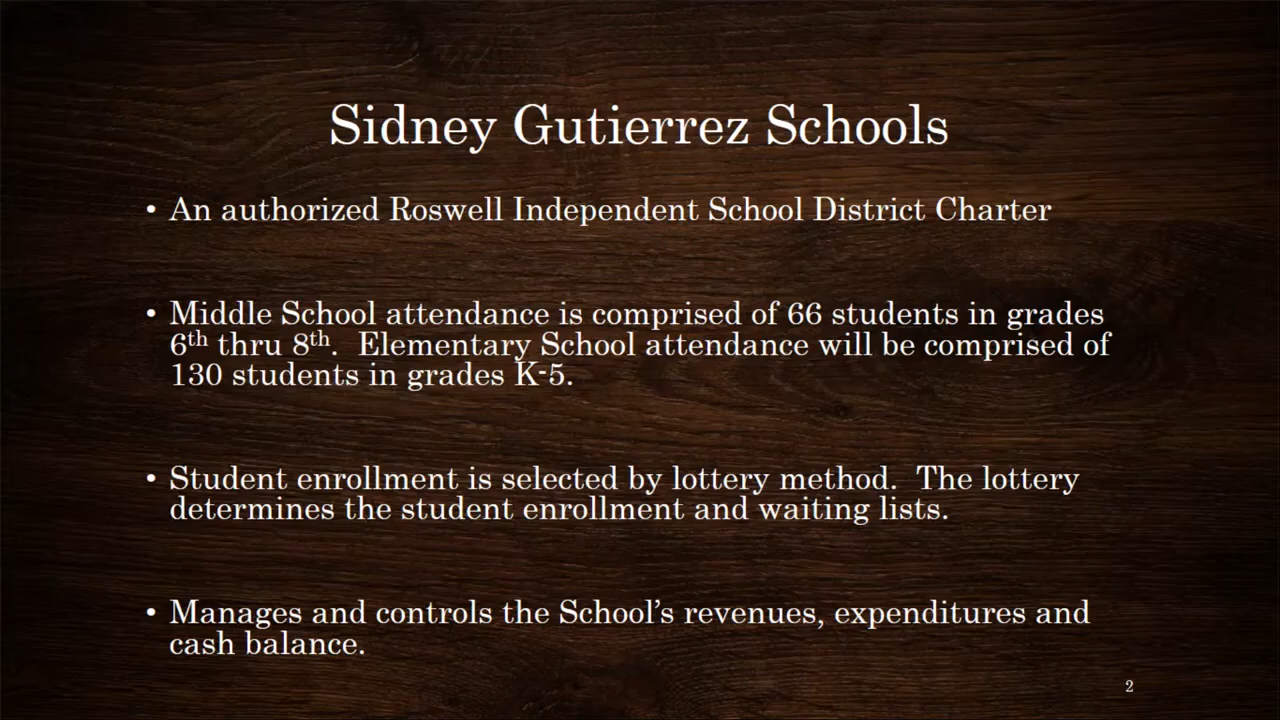 Sidney Gutierrez Schools
• An authorized Roswell Independent School District Charter
• Middle School attendance is comprised of 66 students in grades
6th thru 8th.  Elementary School attendance will be comprised of
130 students in grades K-5.
• Student enrollment is selected by lottery method.  The lottery
determines the student enrollment and waiting lists.
• Manages and controls the School’s revenues, expenditures and
cash balance.
2